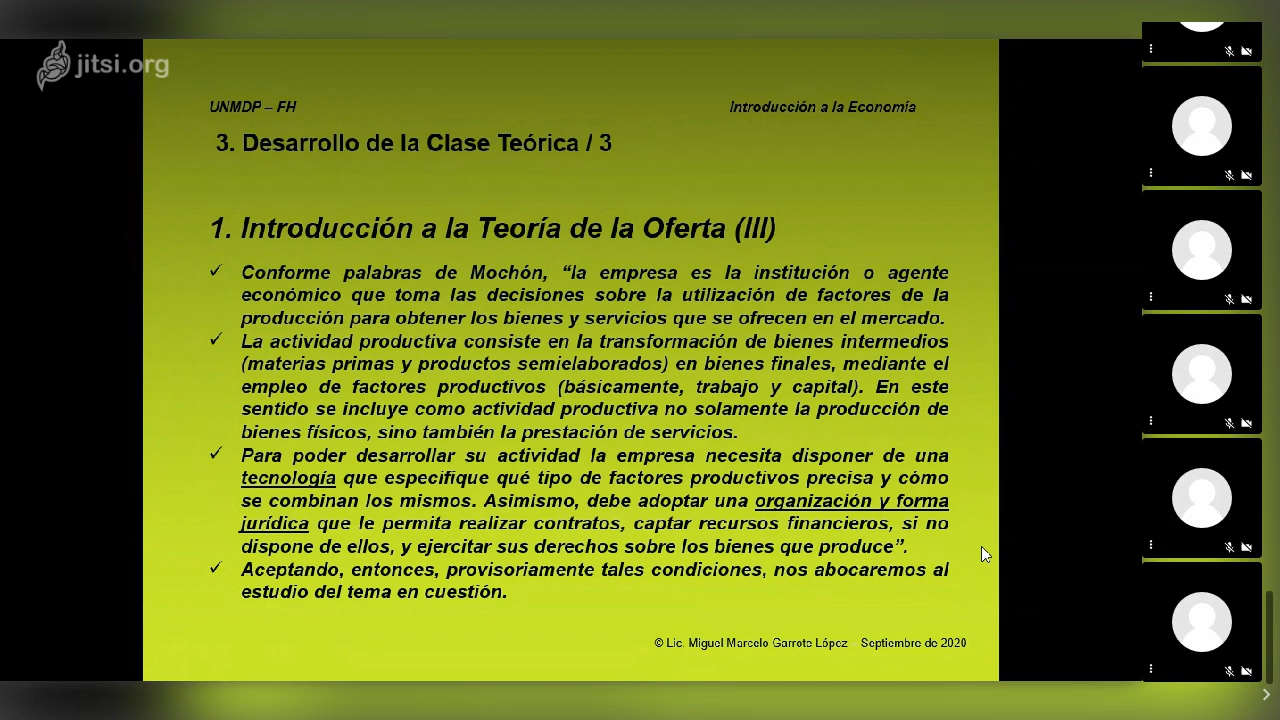 jitsi.org
UNMDP – FH
Introducción a la Economía
3. Desarrollo de la Clase Teórica / 3
1. Introducción a la Teoría de la Oferta (III)
✓ Conforme palabras de Mochón, “la empresa es la institución o agente
económico que toma las decisiones sobre la utilización de factores de la
producción para obtener los bienes y servicios que se ofrecen en el mercado.
✓ La actividad productiva consiste en la transformación de bienes intermedios
(materias primas y productos semielaborados) en bienes finales, mediante el
empleo de factores productivos (básicamente, trabajo y capital). En este
sentido se incluye como actividad productiva no solamente la producción de
bienes físicos, sino también la prestación de servicios.
✓ Para poder desarrollar su actividad la empresa necesita disponer de una
tecnología que especifique qué tipo de factores productivos precisa y cómo
se combinan los mismos. Asimismo, debe adoptar una organización y forma
jurídica que le permita realizar contratos, captar recursos financieros, si no
dispone de ellos, y ejercitar sus derechos sobre los bienes que produce”.
✓ Aceptando, entonces, provisoriamente tales condiciones, nos abocaremos al
estudio del tema en cuestión.
© Lic. Miguel Marcelo Garrote López Septiembre de 2020